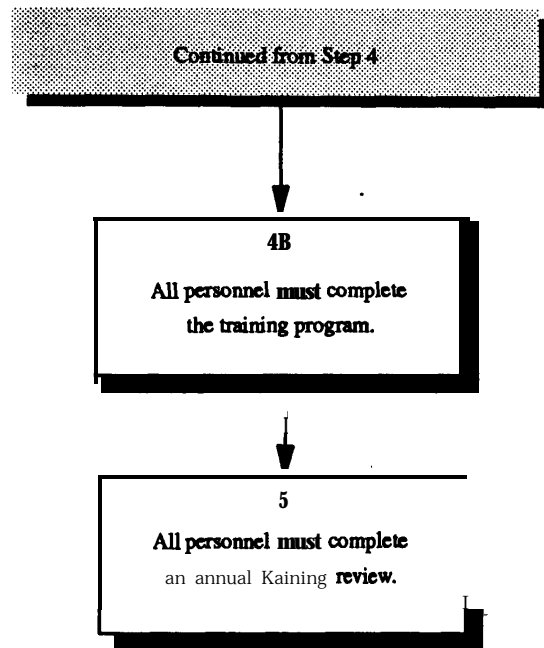 Continued from Step 4
4B
All personnel must complete
the training program.
5
All personnel must complete
an annual Kaining review.